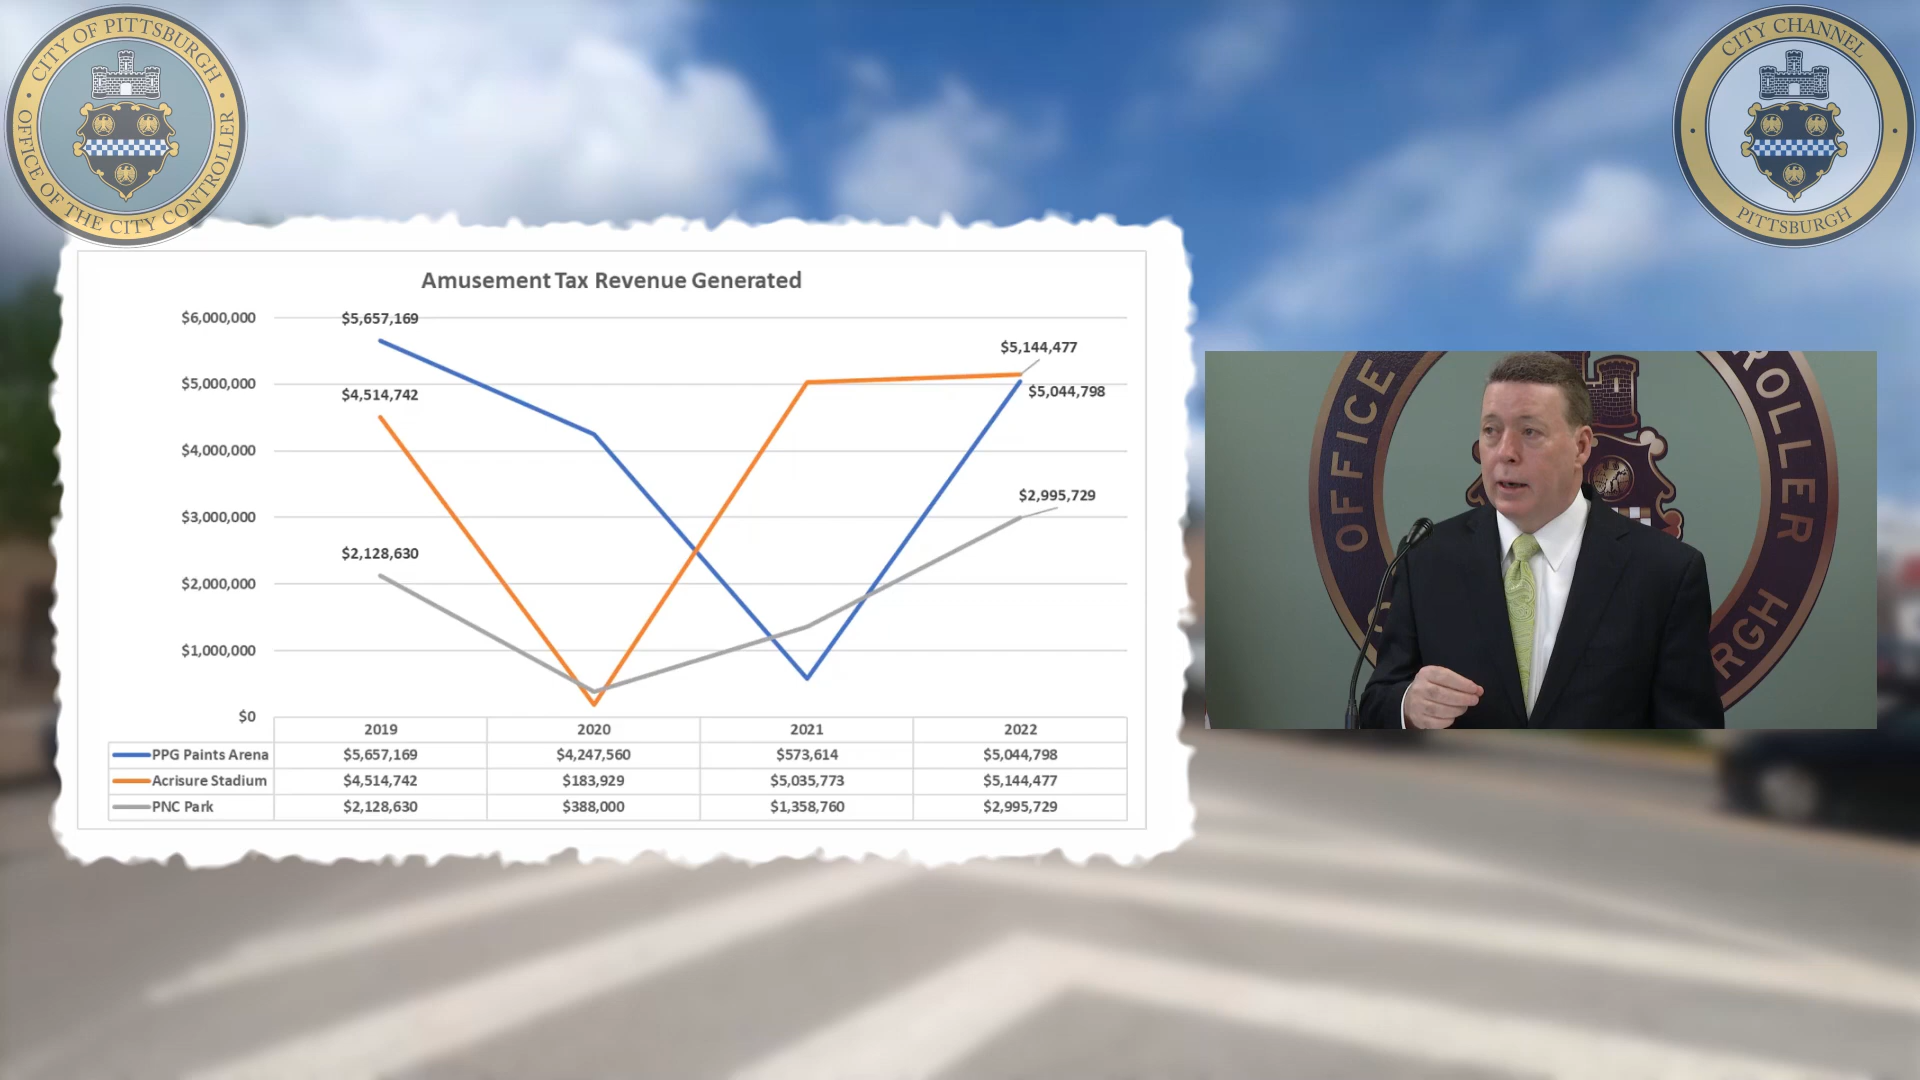 CITY OF PITTSBURGH
OFFICE OF THE CITY CONTROLLER
CITY CHANNEL
PITTSBURGH
Amusement Tax Revenue Generated
$6,000,000
$5,000,000
$4,000,000
$3,000,000
$2,000,000
$1,000,000
$0
$5,657,169
$4,514,742
$2,128,630
$5,144,477
$5,044,798
$2,995,729
2019 2020 2021 2022
PPG Paints Arena $5,657,169 $4,247,560 $573,614 $5,044,798
Acrisure Stadium $4,514,742 $183,929 $5,035,773 $5,144,477
PNC Park $2,128,630 $388,000 $1,358,760 $2,995,729
OFFICE
ROLLER
RGH